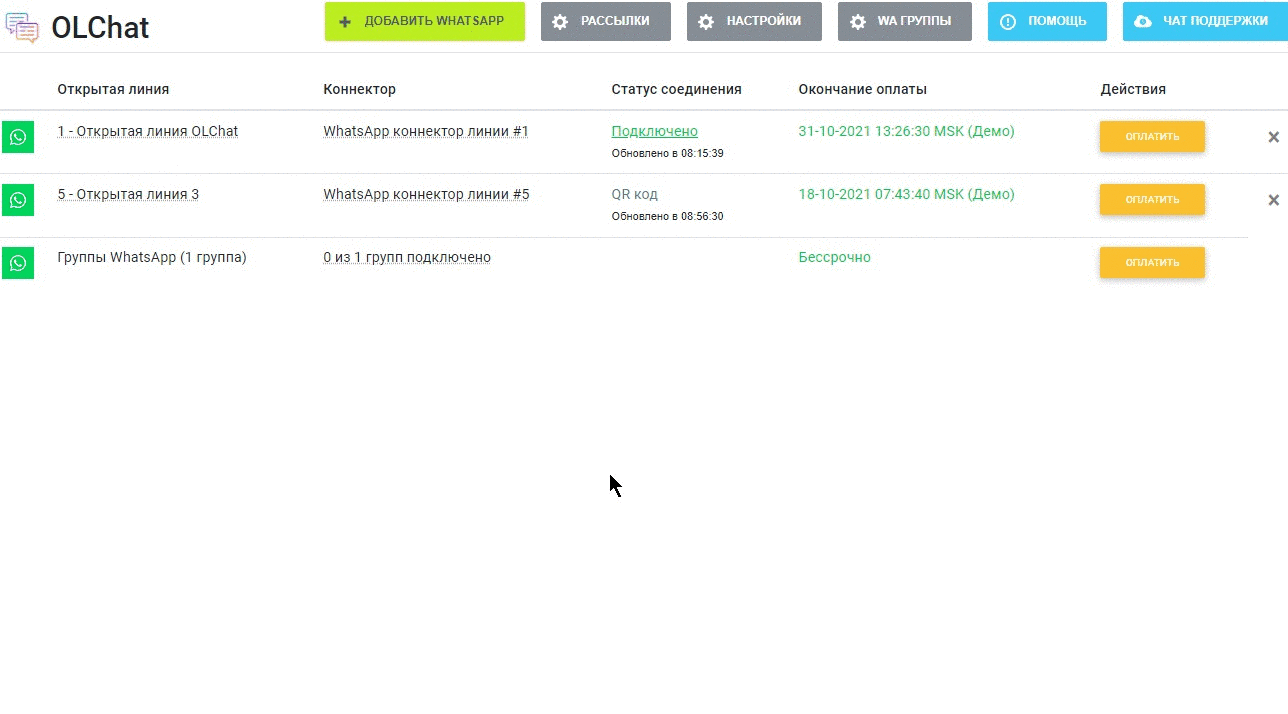 OLChat
ДОБАВИТЬ WHATSAPP
РАССЫЛКИ
НАСТРОЙКИ
WA ГРУППЫ
ПОМОЩЬ
ЧАТ ПОДДЕРЖКИ
Открытая линия Коннектор Статус соединения Окончание оплаты Действия
1 - Открытая линия OLChat WhatsApp коннектор линии #1 Подключено 31-10-2021 13:26:30 MSK (Демо) ОПЛАТИТЬ
Обновлено в 08:15:39
5 - Открытая линия 3 WhatsApp коннектор линии #5 QR код 18-10-2021 07:43:40 MSK (Демо) ОПЛАТИТЬ
Обновлено в 08:56:30
Группы WhatsApp (1 группа) 0 из 1 групп подключено Бессрочно ОПЛАТИТЬ